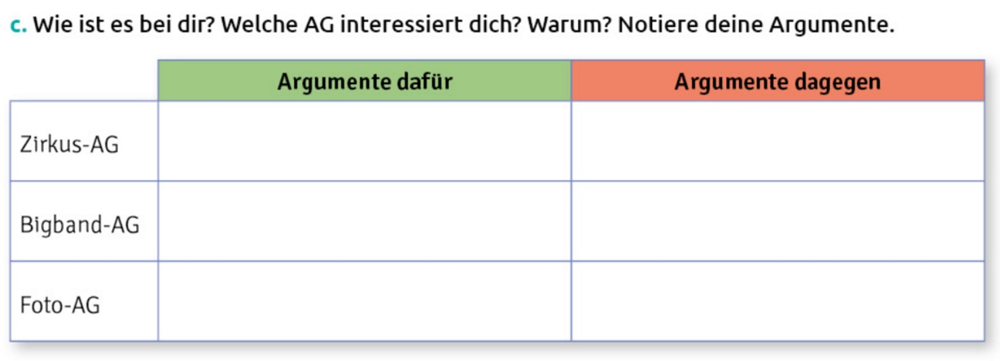 c. Wie ist es bei dir? Welche AG interessiert dich? Warum? Notiere deine Argumente.
Argumente dafür Argumente dagegen
Zirkus-AG
Bigband-AG
Foto-AG